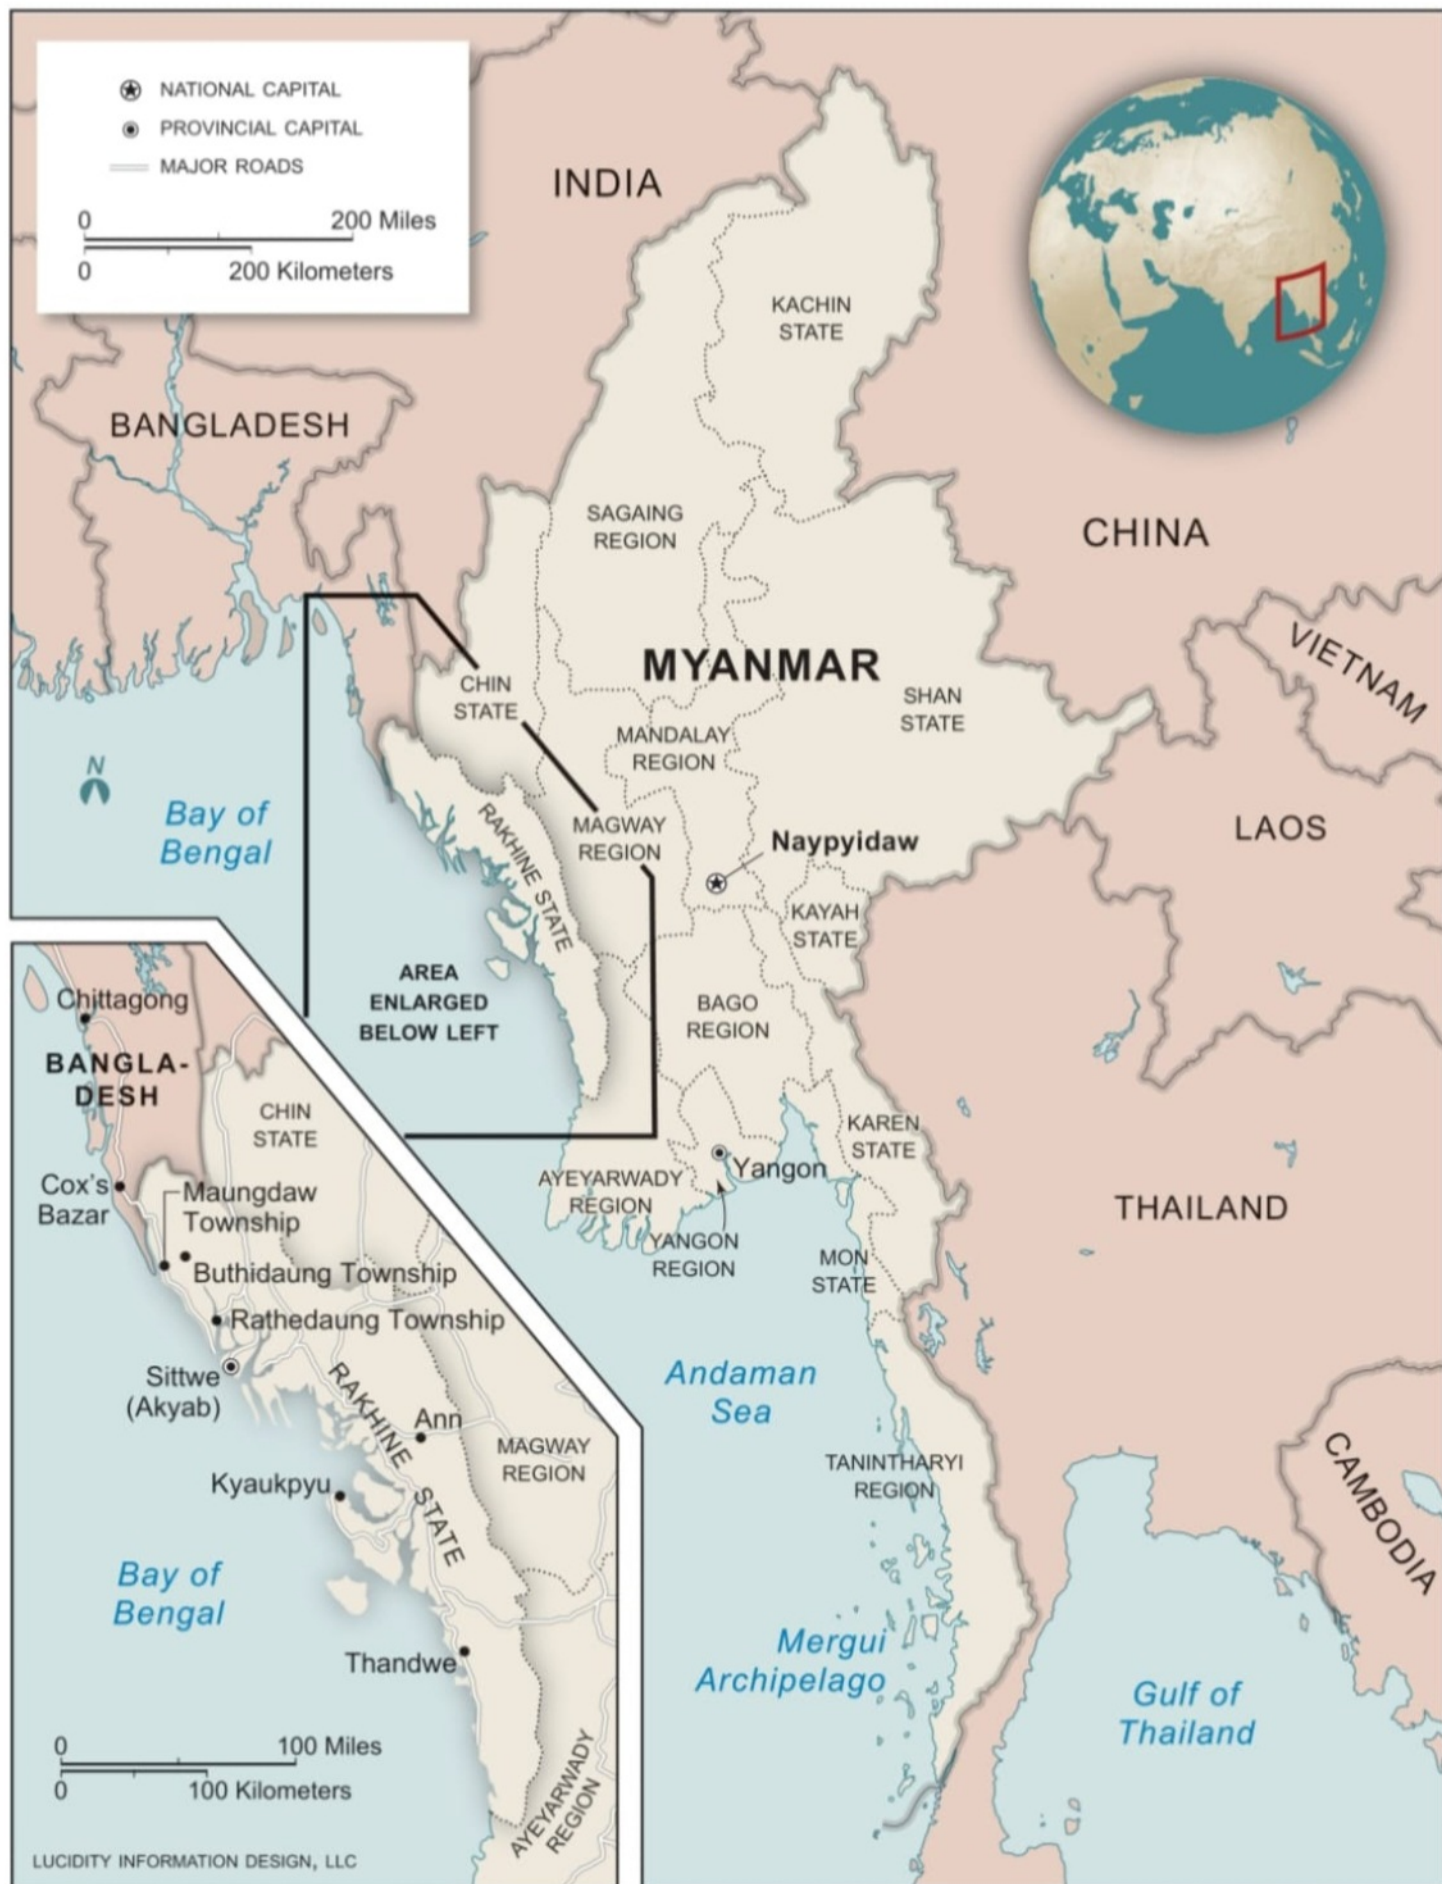 NATIONAL CAPITAL
PROVINCIAL CAPITAL
MAJOR ROADS
0
200 Miles
0
200 Kilometers
INDIA
KACHIN
STATE
BANGLADESH
SAGAING
REGION
CHINA
VIETNAM
MYANMAR
CHIN
STATE
SHAN
STATE
MANDALAY
REGION
N
Bay of
Bengal
RAKHINE STATE
MAGWAY
REGION
Naypyidaw
LAOS
KAYAH
STATE
AREA
ENLARGED
BELOW LEFT
BAGO
REGION
KAREN
STATE
AYEYARWADY
REGION
Yangon
YANGON
REGION
MON
STATE
THAILAND
Andaman
Sea
TANINTHARYI
REGION
CAMBODIA
Mergui
Archipelago
Gulf of
Thailand
Chittagong
BANGLA-
DESH
CHIN
STATE
Cox's
Bazar
Maungdaw
Township
Buthidaung Township
Rathedaung Township
Sittwe
(Akyab)
RAKHINE STATE
Ann
MAGWAY
REGION
Kyaukpyu
Bay of
Bengal
Thandwe
0
100 Miles
0
100 Kilometers
AYEYARWADY
REGION
LUCIDITY INFORMATION DESIGN, LLC